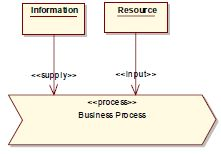 Information
Resource
<<supply>>
<<input>>
<<process>>
Business Process